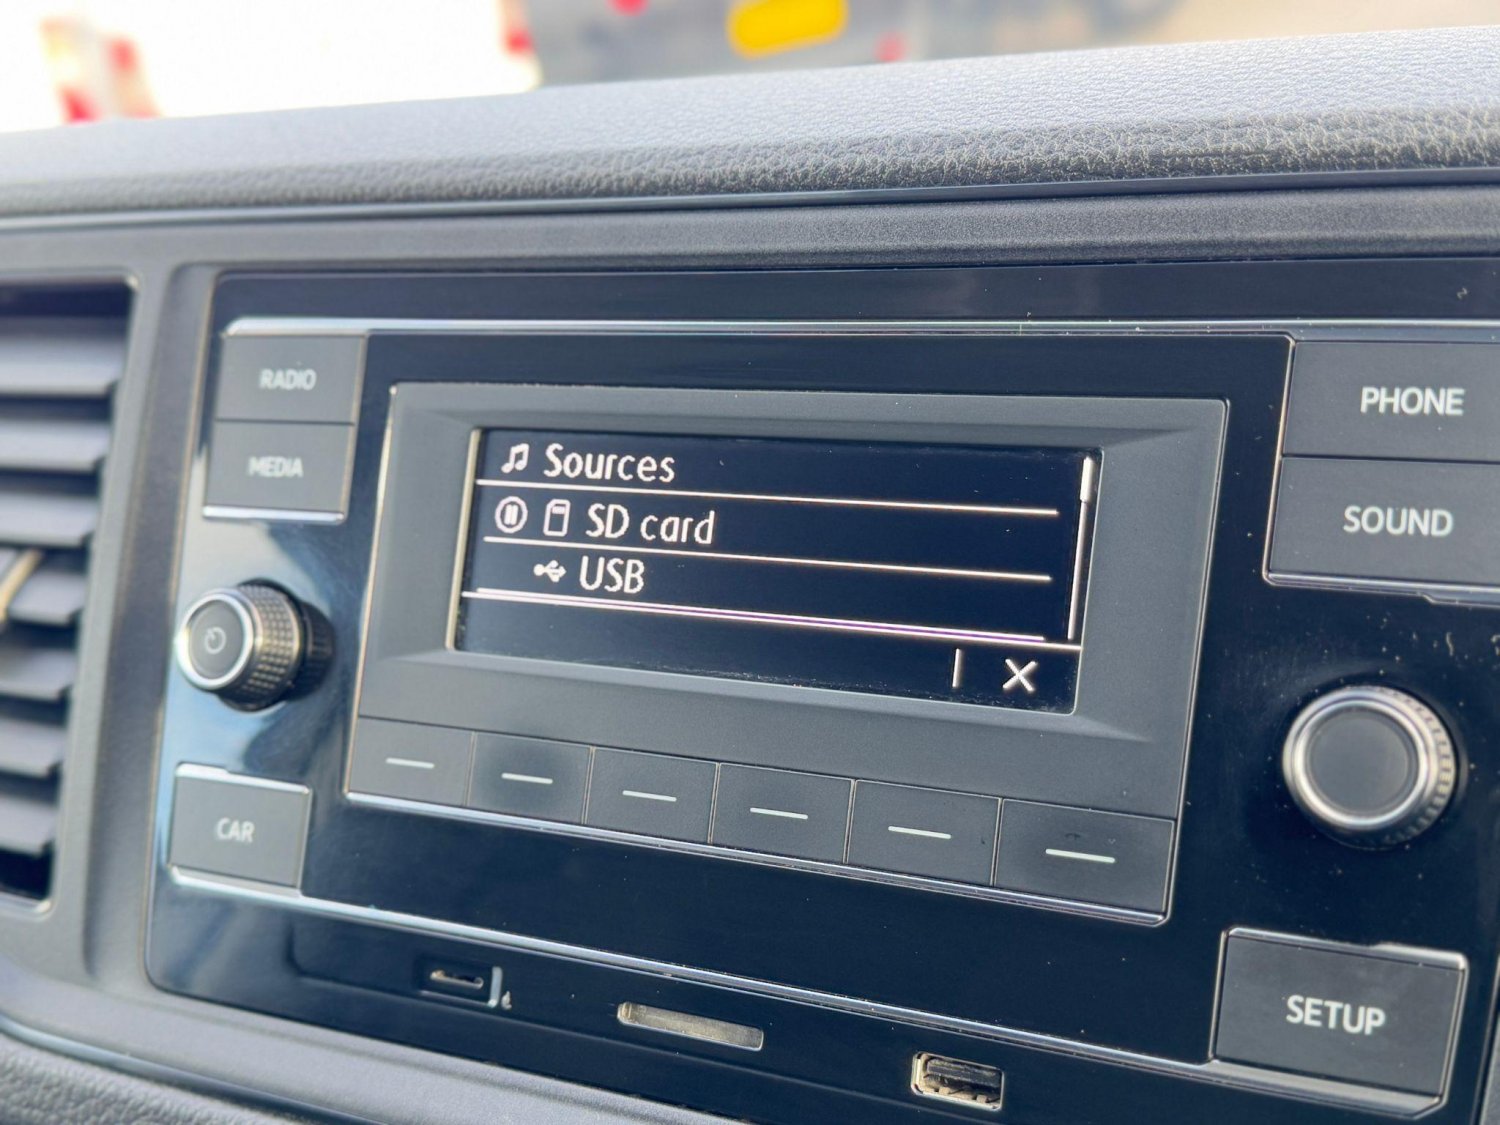 RADIO
MEDIA
Sources
SD card
USB
PHONE
SOUND
CAR
SETUP